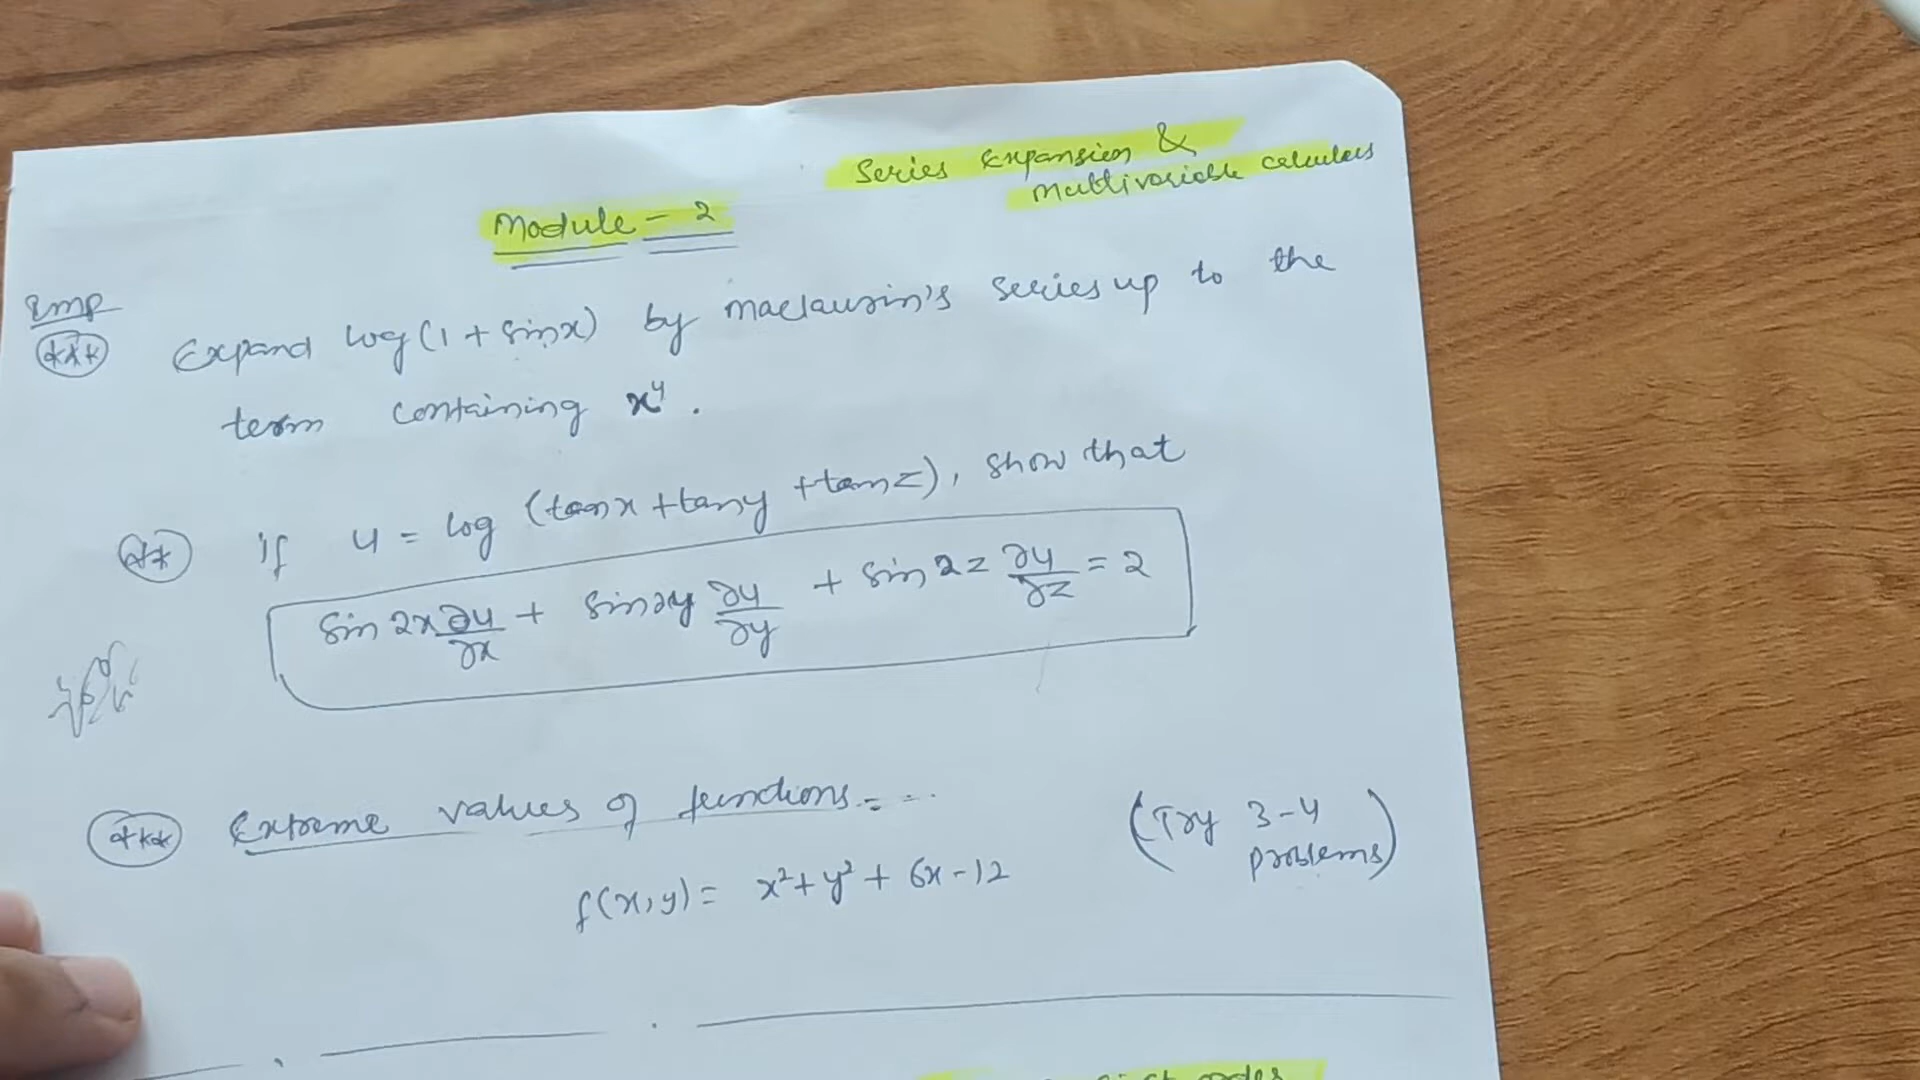 Series Expansion &
Multivariable calculus
Module - 2
Imp
*** Expand log(1 + sinx) by maclaurin's series up to the
term containing x⁴.
** If u = log (tanx + tany + tanz), show that
sin 2x ∂u/∂x + sin2y ∂u/∂y + sin 2z ∂u/∂z = 2
*** Extreme values of functions - - ..
(Try 3-4
problems)
f(x,y) = x² + y² + 6x - 12